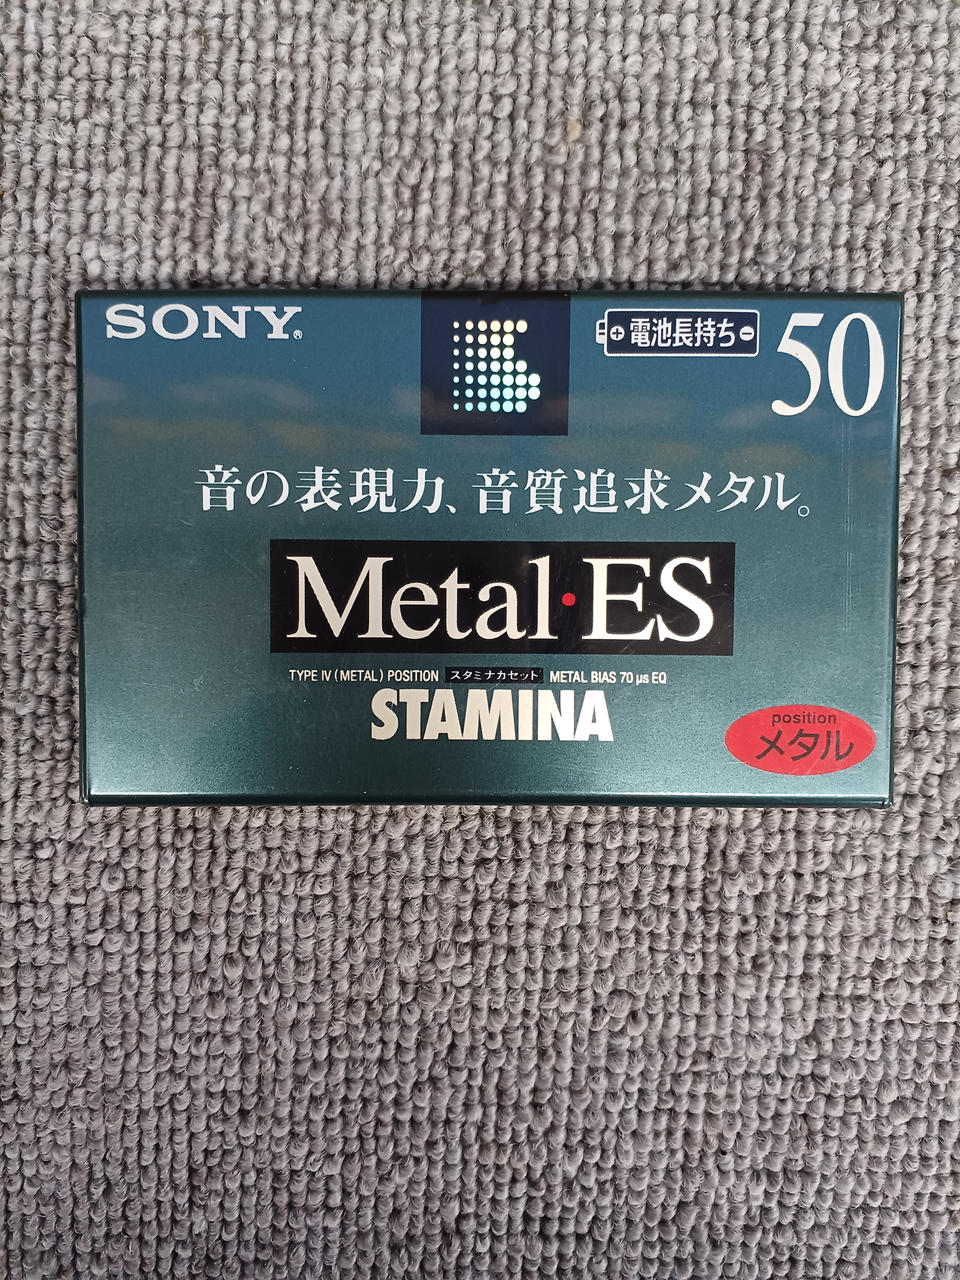 SONY®
+ 電池長持ち -
50
音の表現力、音質追求メタル。
Metal·ES
TYPE IV (METAL) POSITION スタミナカセット METAL BIAS 70 μs EQ
STAMINA
position
メタル